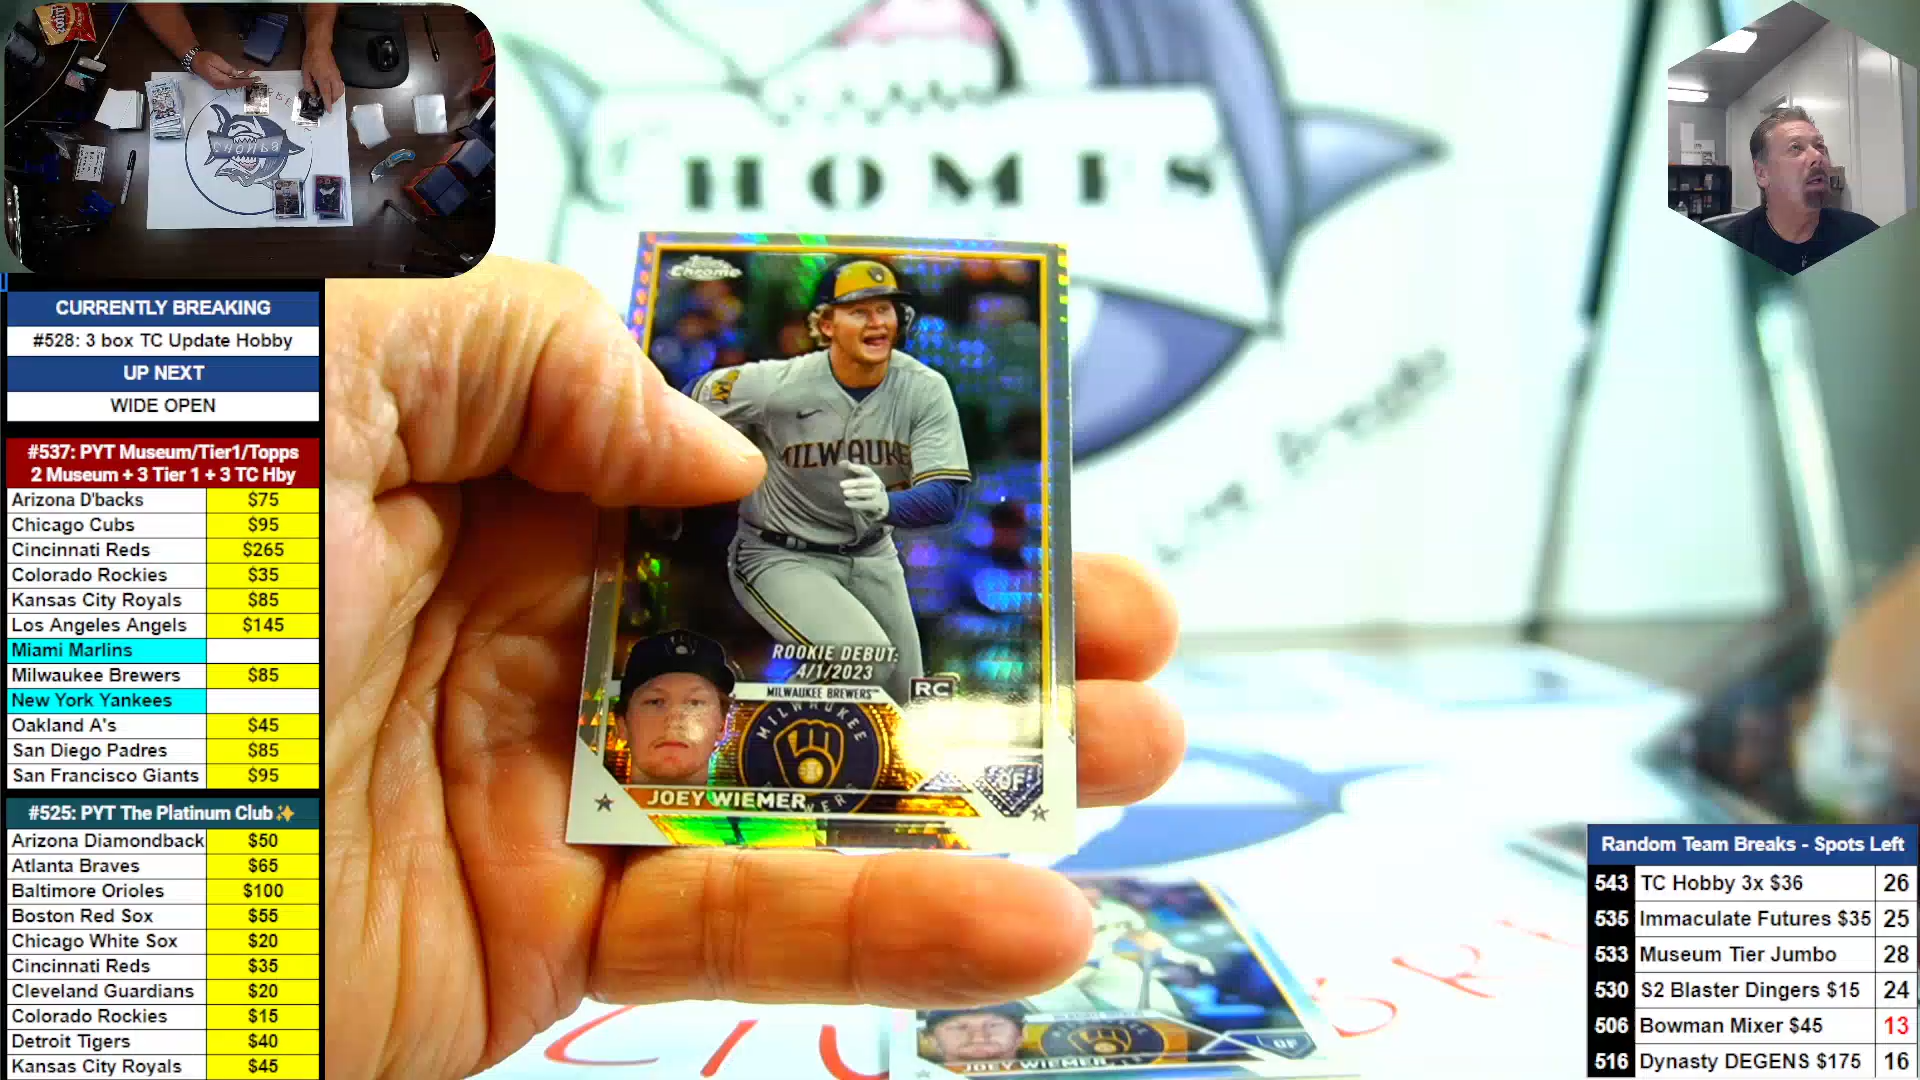 HOMES
CURRENTLY BREAKING
#528: 3 box TC Update Hobby
UP NEXT
WIDE OPEN
#537: PYT Museum/Tier1/Topps
2 Museum + 3 Tier 1 + 3 TC Hby
Arizona D'backs $75
Chicago Cubs $95
Cincinnati Reds $265
Colorado Rockies $35
Kansas City Royals $85
Los Angeles Angels $145
Miami Marlins
Milwaukee Brewers $85
New York Yankees
Oakland A's $45
San Diego Padres $85
San Francisco Giants $95
#525: PYT The Platinum Club✨
Arizona Diamondback $50
Atlanta Braves $65
Baltimore Orioles $100
Boston Red Sox $55
Chicago White Sox $20
Cincinnati Reds $35
Cleveland Guardians $20
Colorado Rockies $15
Detroit Tigers $40
Kansas City Royals $45
Topps
Chrome
MILWAUKE
ROOKIE DEBUT:
4/1/2023
MILWAUKEE BREWERS™
RC
MILWAUKEE
OF
JOEY WIEMER
OF
JOEY WIEMER
Random Team Breaks - Spots Left
543 TC Hobby 3x $36 26
535 Immaculate Futures $35 25
533 Museum Tier Jumbo 28
530 S2 Blaster Dingers $15 24
506 Bowman Mixer $45 13
516 Dynasty DEGENS $175 16